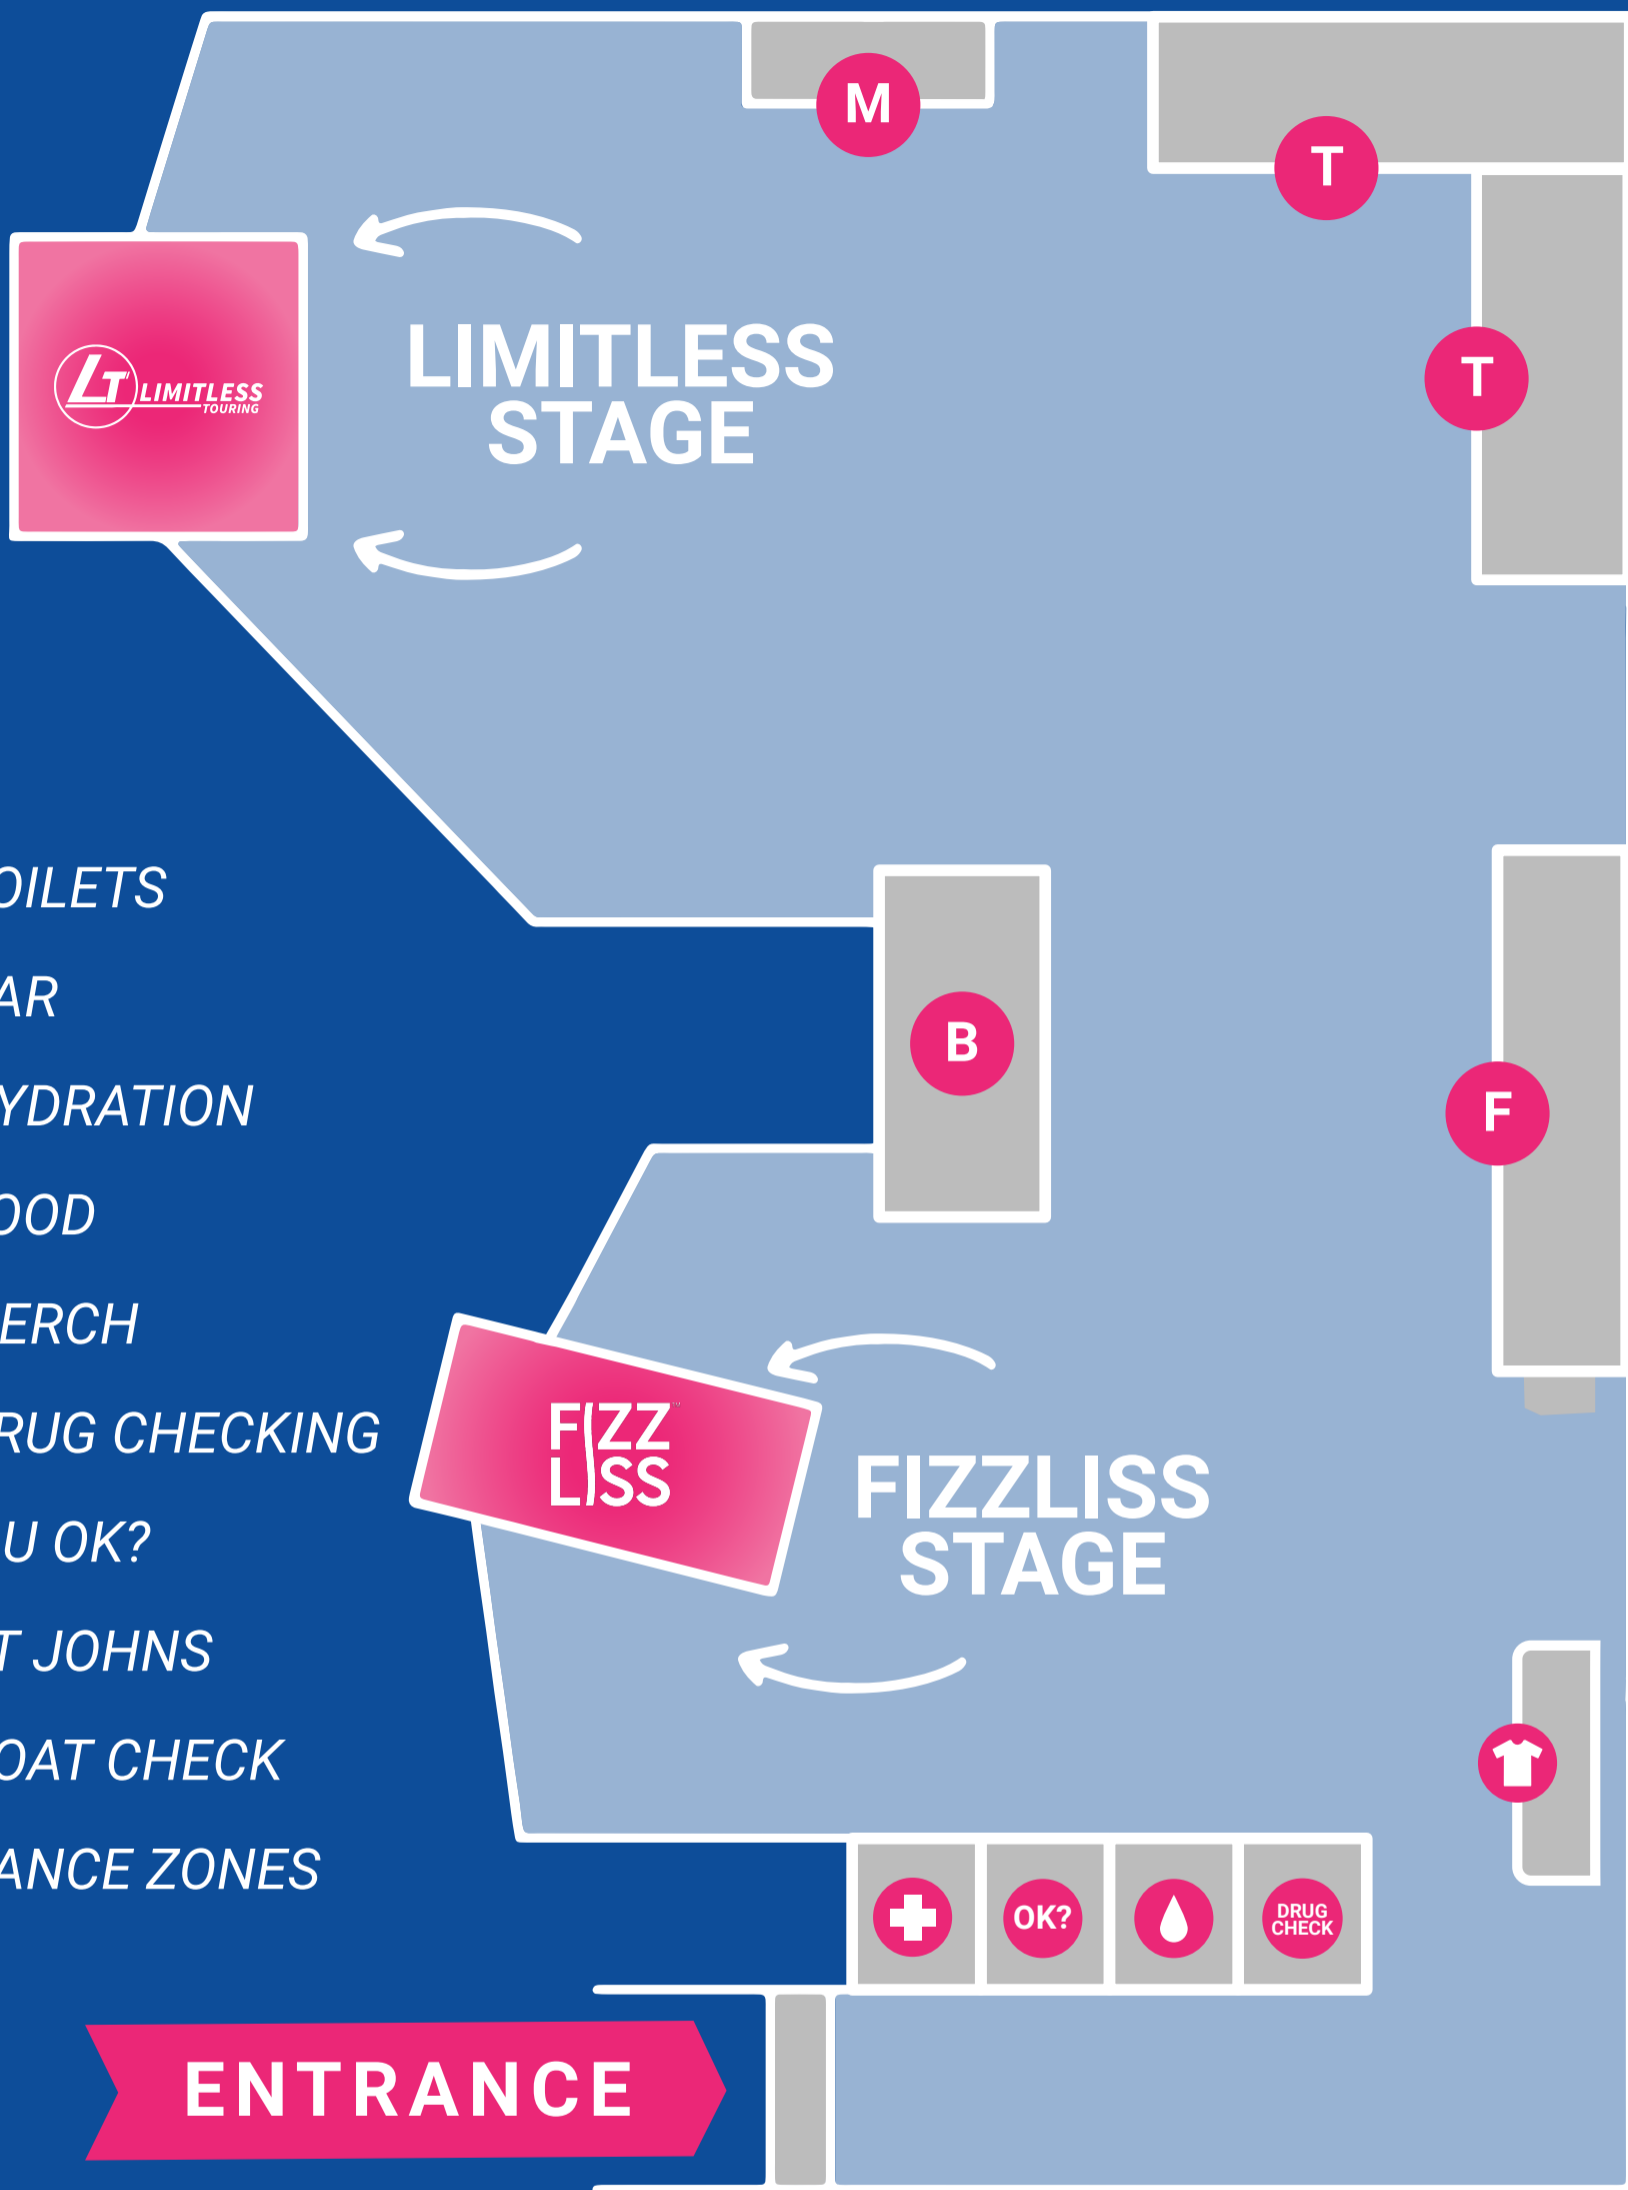 M
T
T
LT LIMITLESS
TOURING
LIMITLESS
STAGE
OILETS
AR
B
YDRATION
F
OOD
ERCH
RUG CHECKING
FIZZ
LISS
FIZZLISS
STAGE
U OK?
T JOHNS
OAT CHECK
ANCE ZONES
OK?
DRUG
CHECK
ENTRANCE